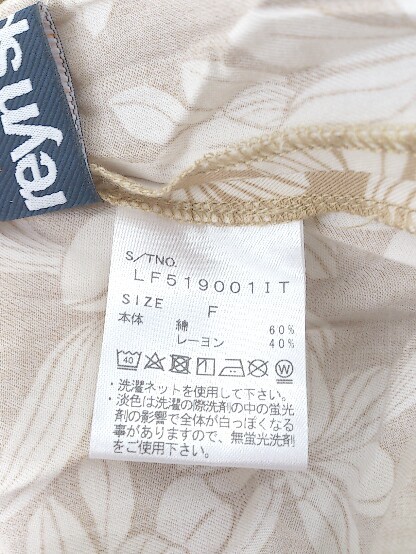 S/TNO.
LF519001IT
SIZE F
本体 綿 60%
レーヨン 40%
40
W
・洗濯ネットを使用して下さい。
・淡色は洗濯の際洗剤の中の蛍光
剤の影響で全体が白っぽくなる
事がありますので、無蛍光洗剤
をご使用下さい。